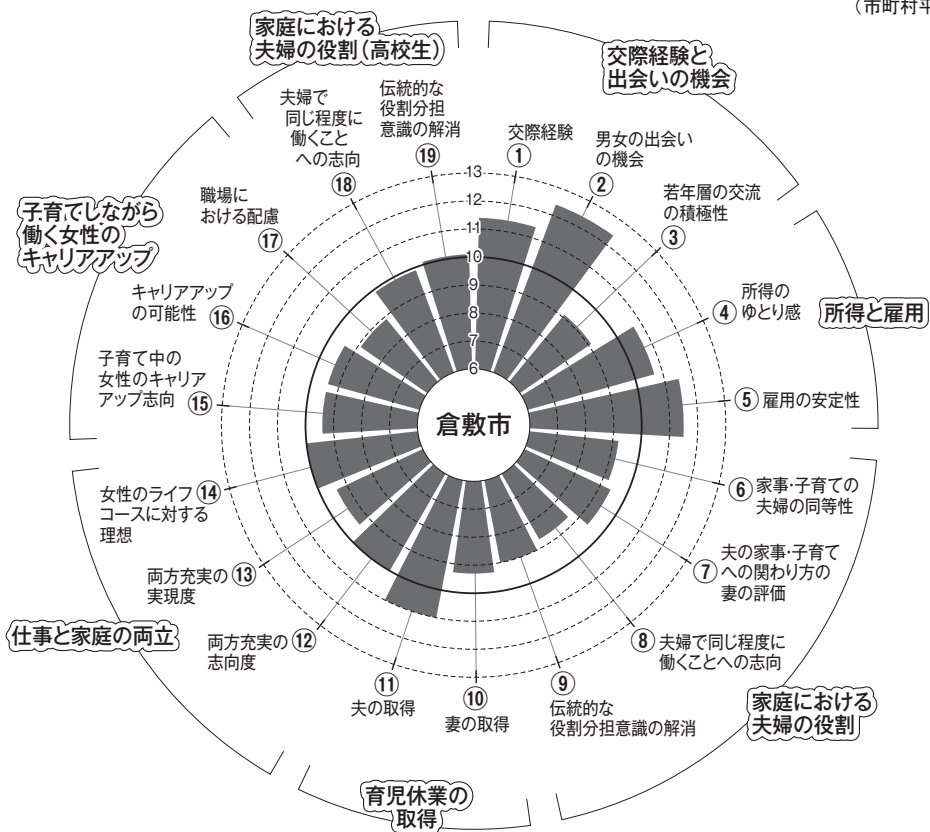 （市町村平
家庭における
夫婦の役割（高校生）
交際経験と
出会いの機会
所得と雇用
家庭における
夫婦の役割
育児休業の
取得
仕事と家庭の両立
子育てしながら
働く女性の
キャリアアップ
倉敷市
13
12
11
10
9
8
7
6
交際経験
①
男女の出会い
の機会
②
若年層の交流
の積極性
③
④ 所得の
ゆとり感
⑤ 雇用の安定性
⑥ 家事・子育ての
夫婦の同等性
⑦ 夫の家事・子育て
への関わり方の
妻の評価
⑧ 夫婦で同じ程度に
働くことへの志向
⑨
伝統的な
役割分担意識の解消
⑩
妻の取得
⑪
夫の取得
両方充実の ⑫
志向度
両方充実の ⑬
実現度
女性のライフ ⑭
コースに対する
理想
子育て中の
女性のキャリア
アップ志向 ⑮
キャリアアップ
の可能性 ⑯
職場に
おける配慮
⑰
夫婦で
同じ程度に
働くこと
への志向
⑱
伝統的な
役割分担
意識の解消
⑲